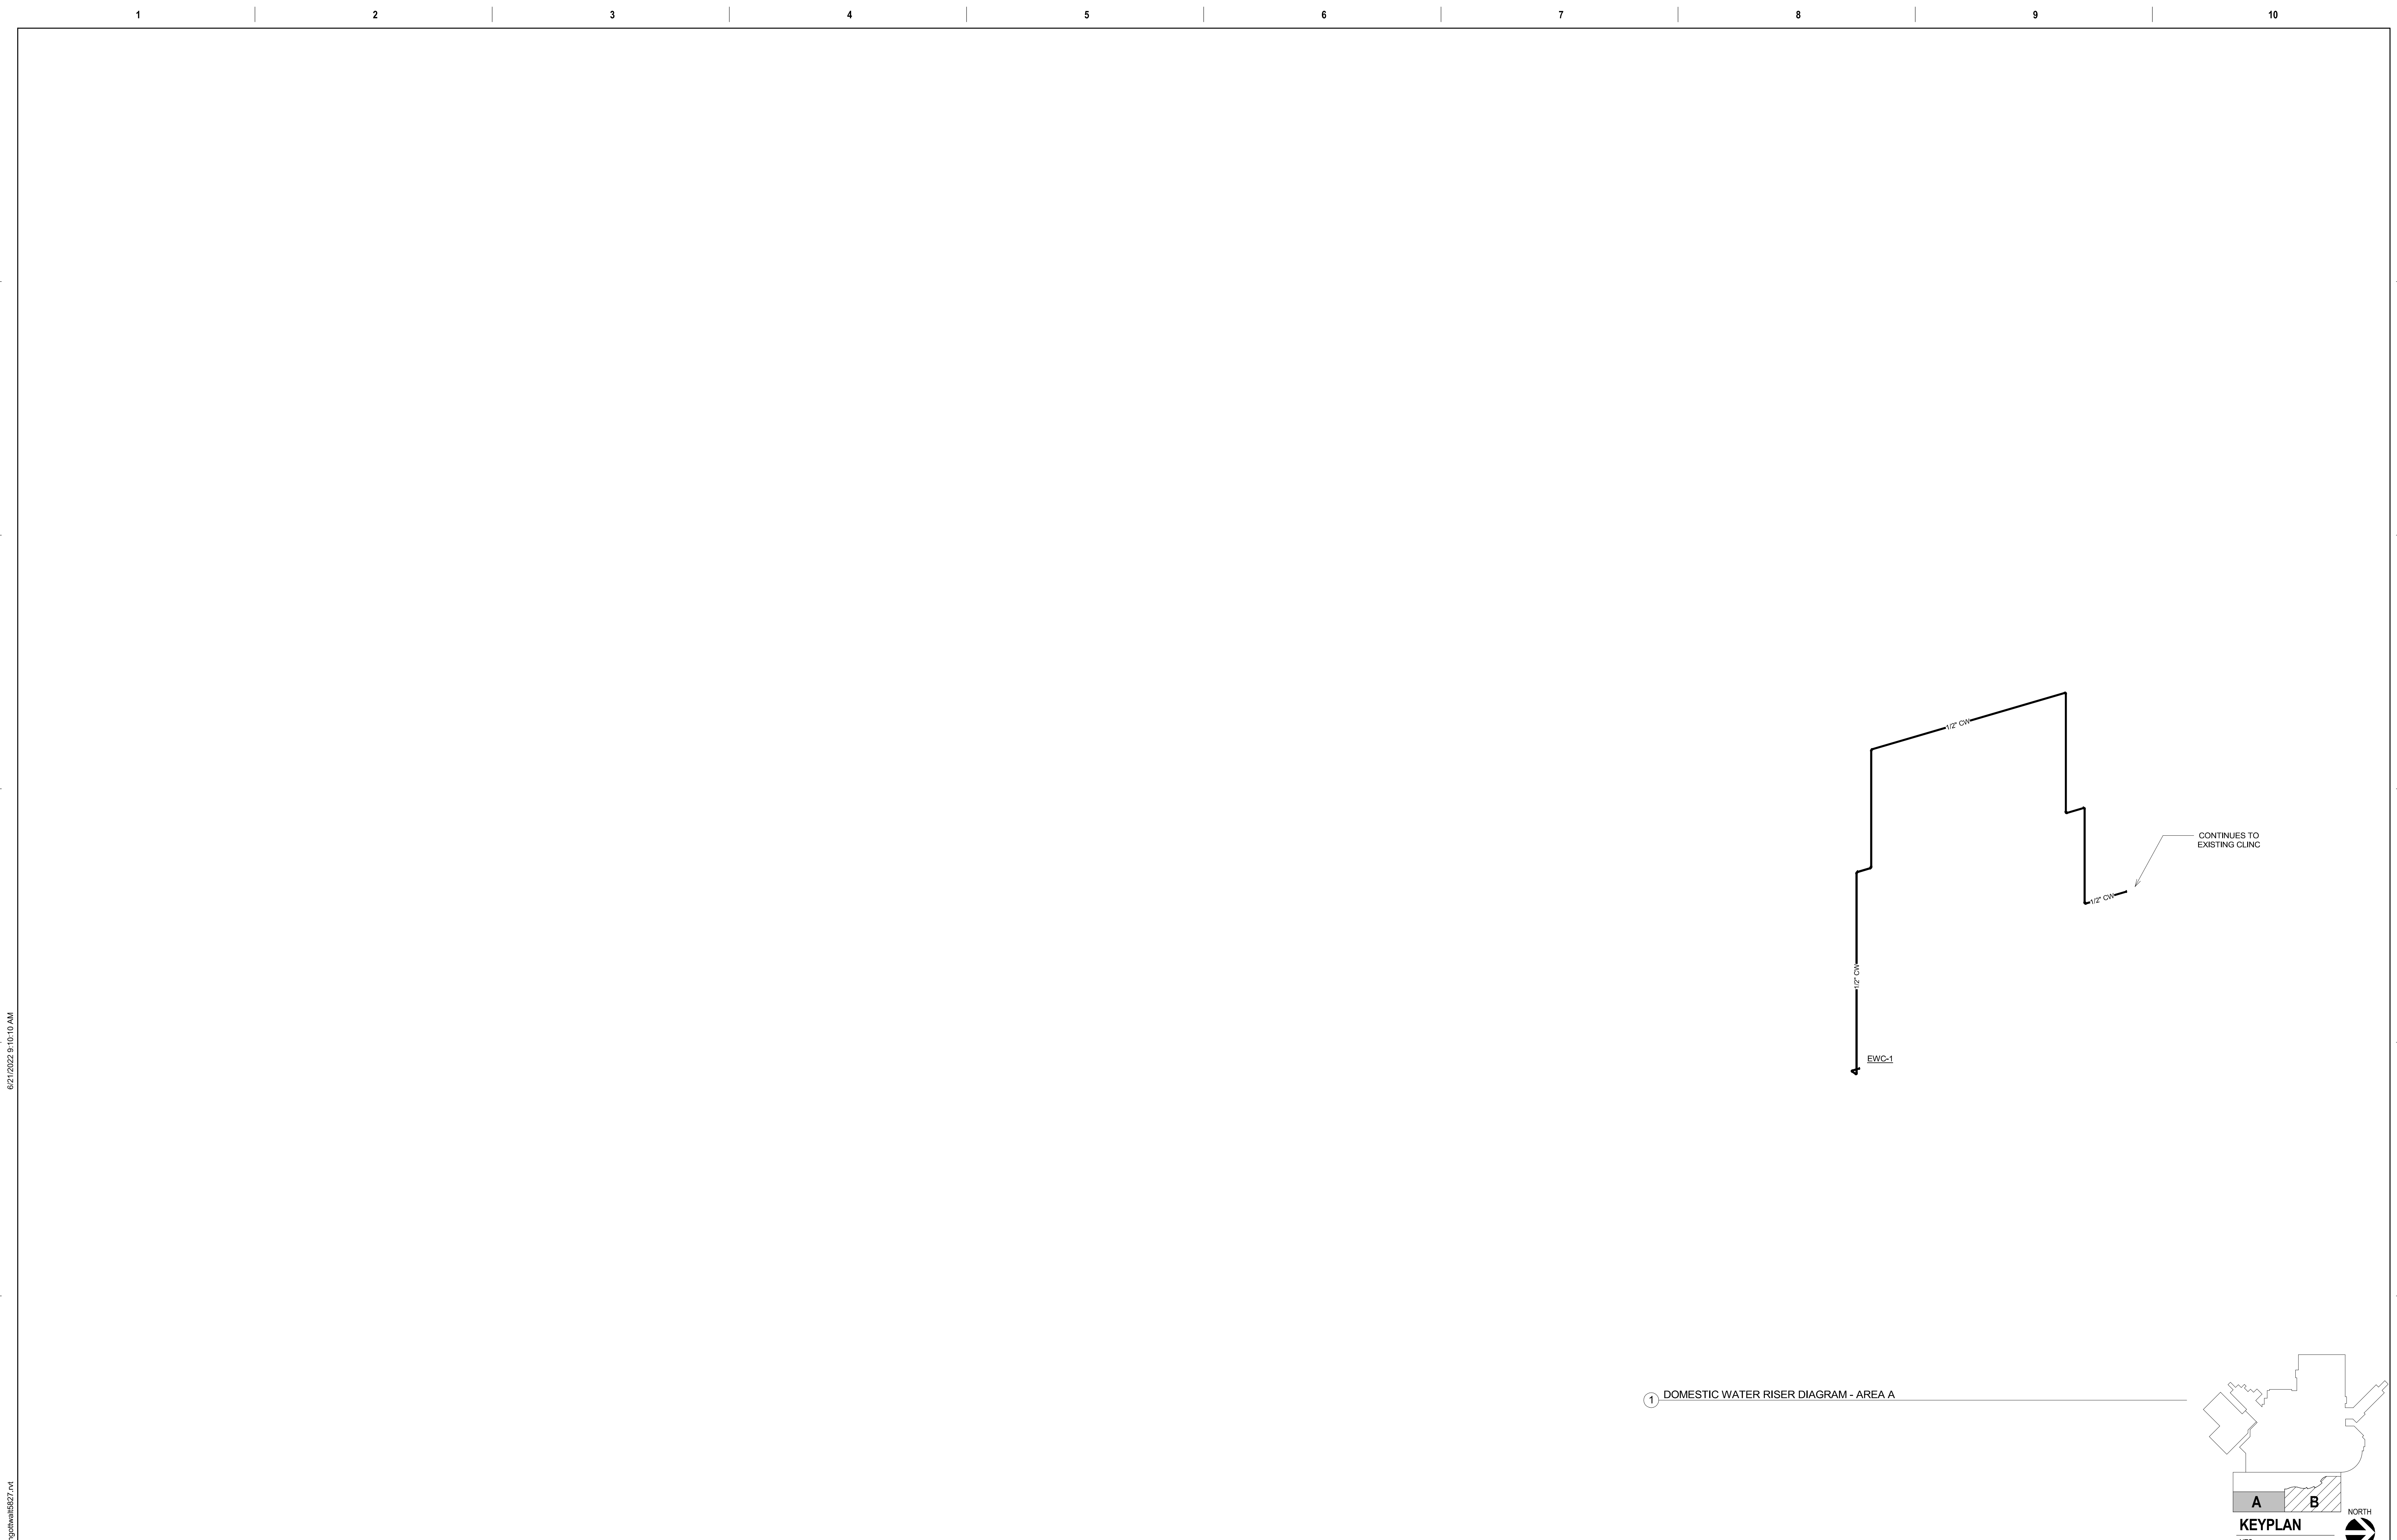 1 2 3 4 5 6 7 8 9 10
1/2" CW
CONTINUES TO
EXISTING CLINC
1/2" CW
1/2" CW
6/21/2022 9:10:10 AM
EWC-1
1 DOMESTIC WATER RISER DIAGRAM - AREA A
ngottwalt5827.rvt
A B
NORTH
KEYPLAN